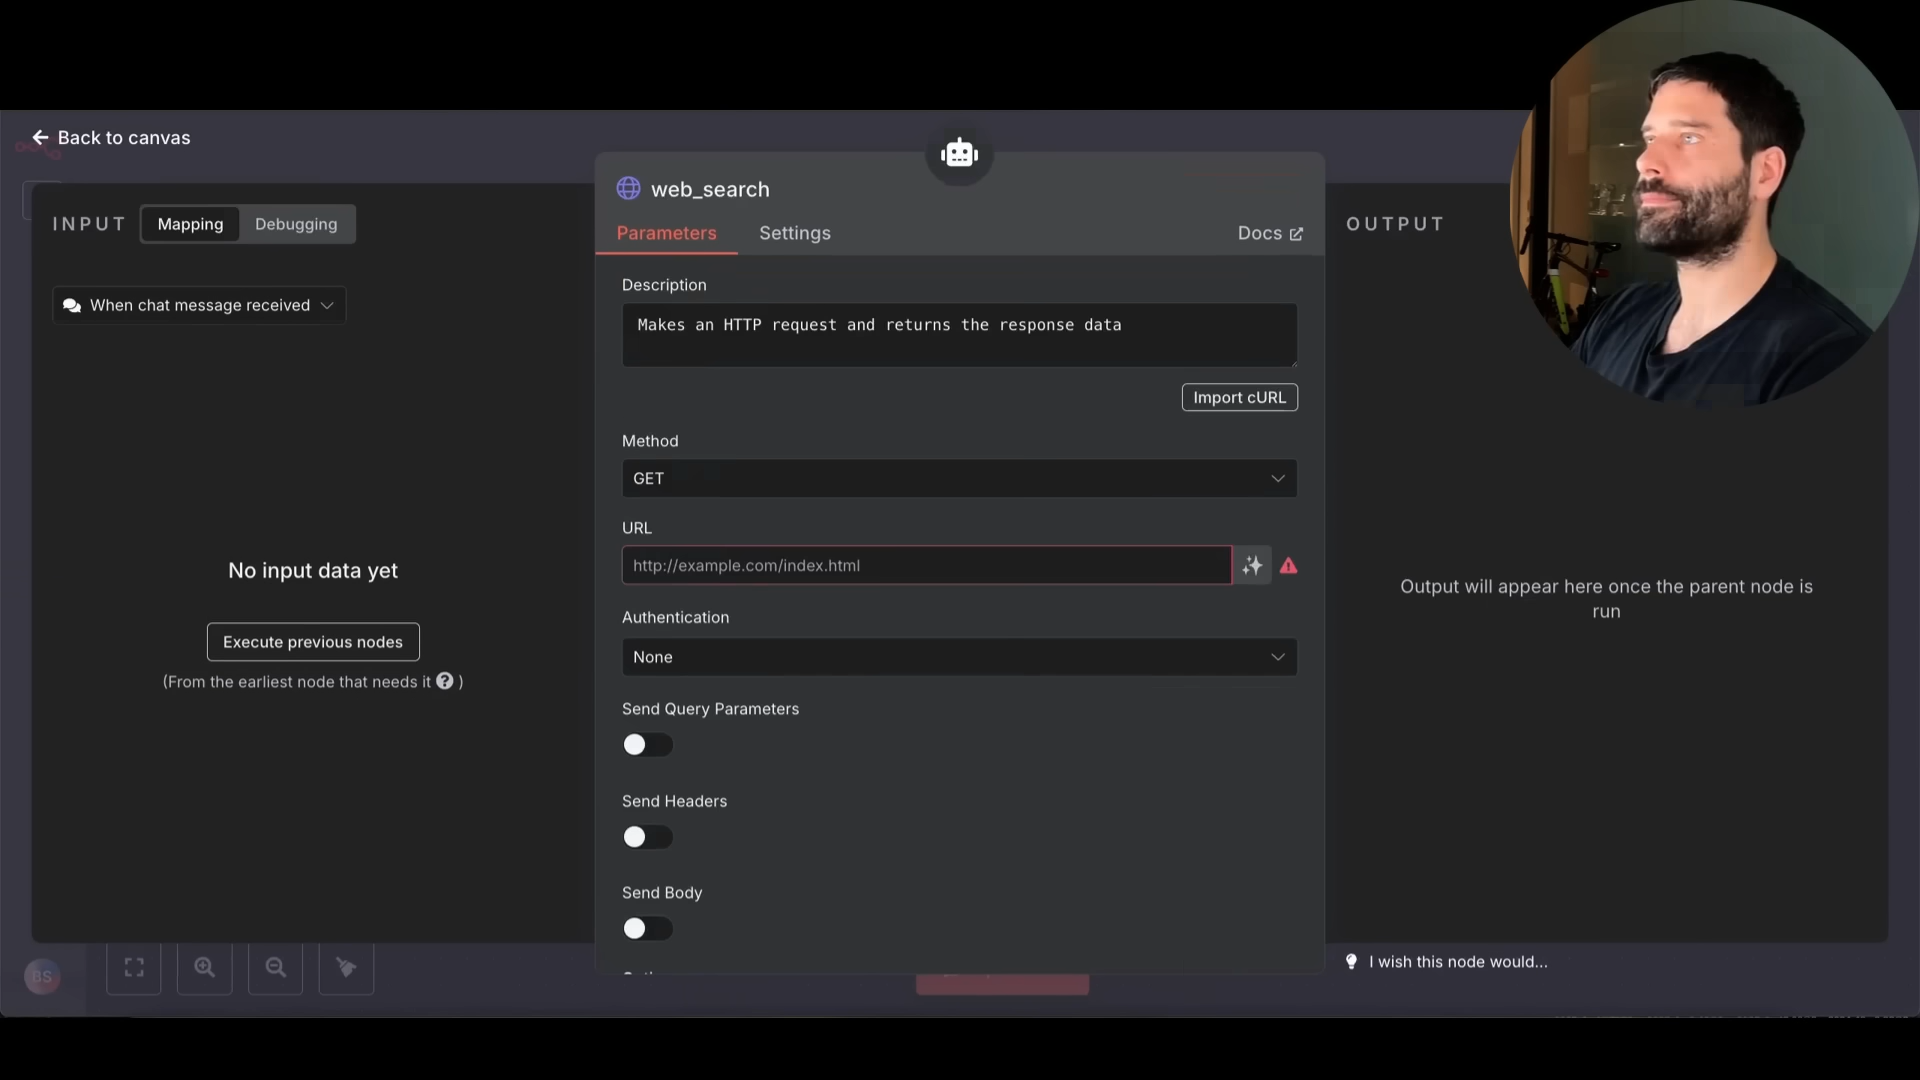 Back to canvas
INPUT
Mapping
Debugging
When chat message received
No input data yet
Execute previous nodes
(From the earliest node that needs it ? )
web_search
Parameters
Settings
Docs
Description
Makes an HTTP request and returns the response data
Import cURL
Method
GET
URL
http://example.com/index.html
Authentication
None
Send Query Parameters
Send Headers
Send Body
OUTPUT
Output will appear here once the parent node is
run
I wish this node would...
BS